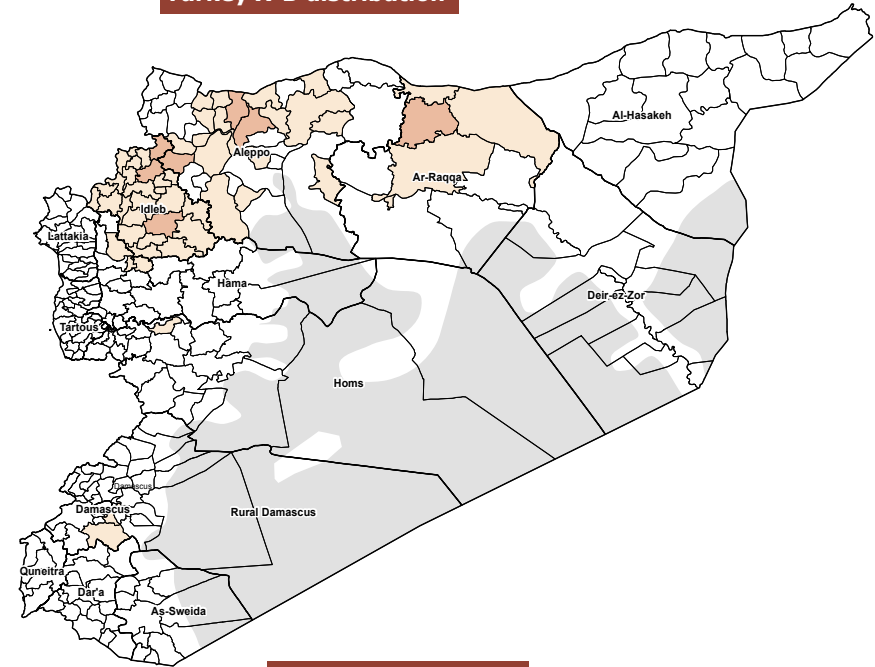 Al-Hasakeh
Aleppo
Ar-Raqqa
Idleb
Lattakia
Hama
Deir-ez-Zor
Tartous
Homs
Damascus
Damascus
Rural Damascus
Quneitra
Dar'a
As-Sweida